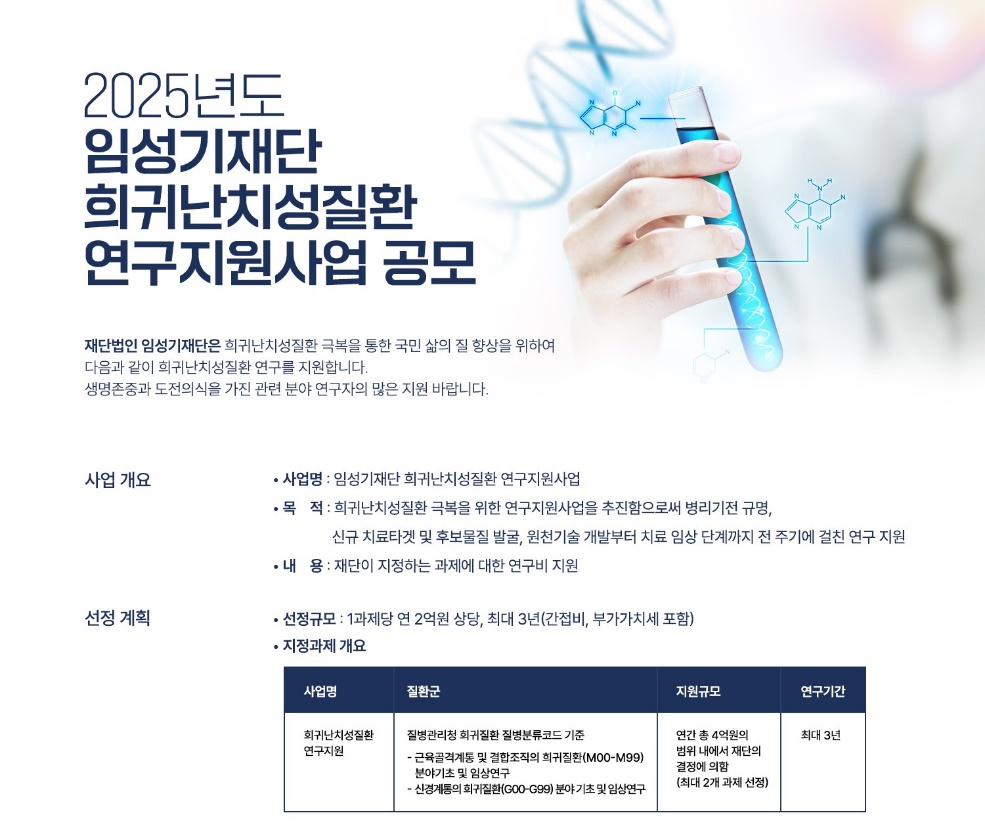 2025년도
임성기재단
희귀난치성질환
연구지원사업 공모
재단법인 임성기재단은 희귀난치성질환 극복을 통한 국민 삶의 질 향상을 위하여
다음과 같이 희귀난치성질환 연구를 지원합니다.
생명존중과 도전의식을 가진 관련 분야 연구자의 많은 지원 바랍니다.
사업 개요
• 사업명 : 임성기재단 희귀난치성질환 연구지원사업
• 목 적 : 희귀난치성질환 극복을 위한 연구지원사업을 추진함으로써 병리기전 규명,
신규 치료타겟 및 후보물질 발굴, 원천기술 개발부터 치료 임상 단계까지 전 주기에 걸친 연구 지원
• 내 용 : 재단이 지정하는 과제에 대한 연구비 지원
선정 계획
• 선정규모 : 1과제당 연 2억원 상당, 최대 3년(간접비, 부가가치세 포함)
• 지정과제 개요
사업명 질환군 지원규모 연구기간
희귀난치성질환
연구지원
질병관리청 희귀질환 질병분류코드 기준
- 근육골격계통 및 결합조직의 희귀질환(M00-M99)
분야기초 및 임상연구
- 신경계통의 희귀질환(G00-G99) 분야 기초 및 임상연구
연간 총 4억원의
범위 내에서 재단의
결정에 의함
(최대 2개 과제 선정)
최대 3년
O
N
N
N
N
H H
N
N
N
N
N